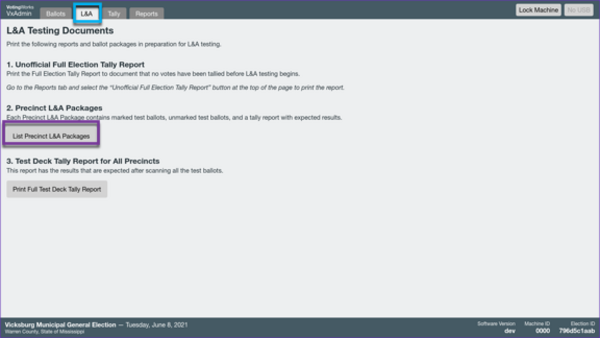 VotingWorks
VxAdmin
Ballots
L&A
Tally
Reports
Lock Machine
No USB
L&A Testing Documents
Print the following reports and ballot packages in preparation for L&A testing.
1. Unofficial Full Election Tally Report
Print the Full Election Tally Report to document that no votes have been tallied before L&A testing begins.
Go to the Reports tab and select the “Unofficial Full Election Tally Report” button at the top of the page to print the report.
2. Precinct L&A Packages
Each Precinct L&A Package contains marked test ballots, unmarked test ballots, and a tally report with expected results.
List Precinct L&A Packages
3. Test Deck Tally Report for All Precincts
This report has the results that are expected after scanning all the test ballots.
Print Full Test Deck Tally Report
Vicksburg Municipal General Election — Tuesday, June 8, 2021
Warren County, State of Mississippi
Software Version
dev
Machine ID
0000
Election ID
796d5c1aab